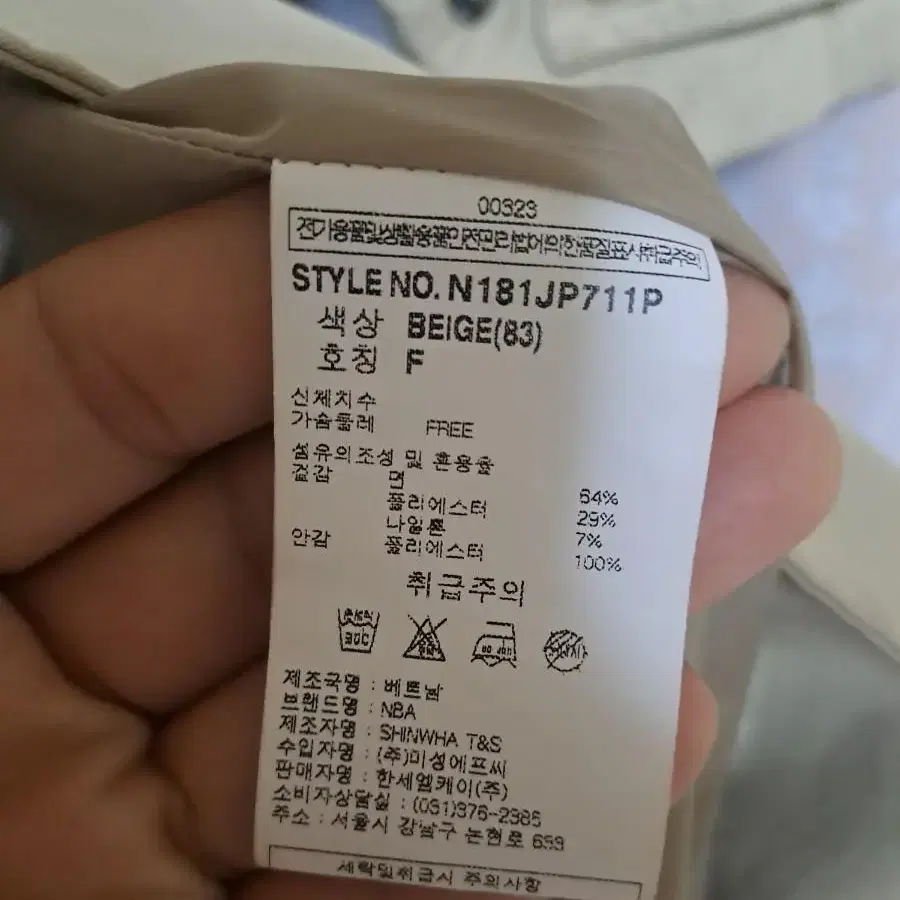 00323
전기용품및생활용품안전관리법에의한품질표시취급주의
STYLE NO. N181JP711P
색상 BEIGE(83)
호칭 F
신체치수
가슴둘레 FREE
섬유의조성 및 혼용율
겉감 면 64%
폴리에스터 29%
나일론 7%
안감 폴리에스터 100%
취급주의
제조국명 : 베트남
브랜드명 : NBA
제조자명 : SHINWHA T&S
수입자명 : (주)미성에프씨
판매자명 : 한세엠케이(주)
소비자상담실 : (031)376-2385
주소 : 서울시 강남구 논현로 633
세탁및취급시 주의사항